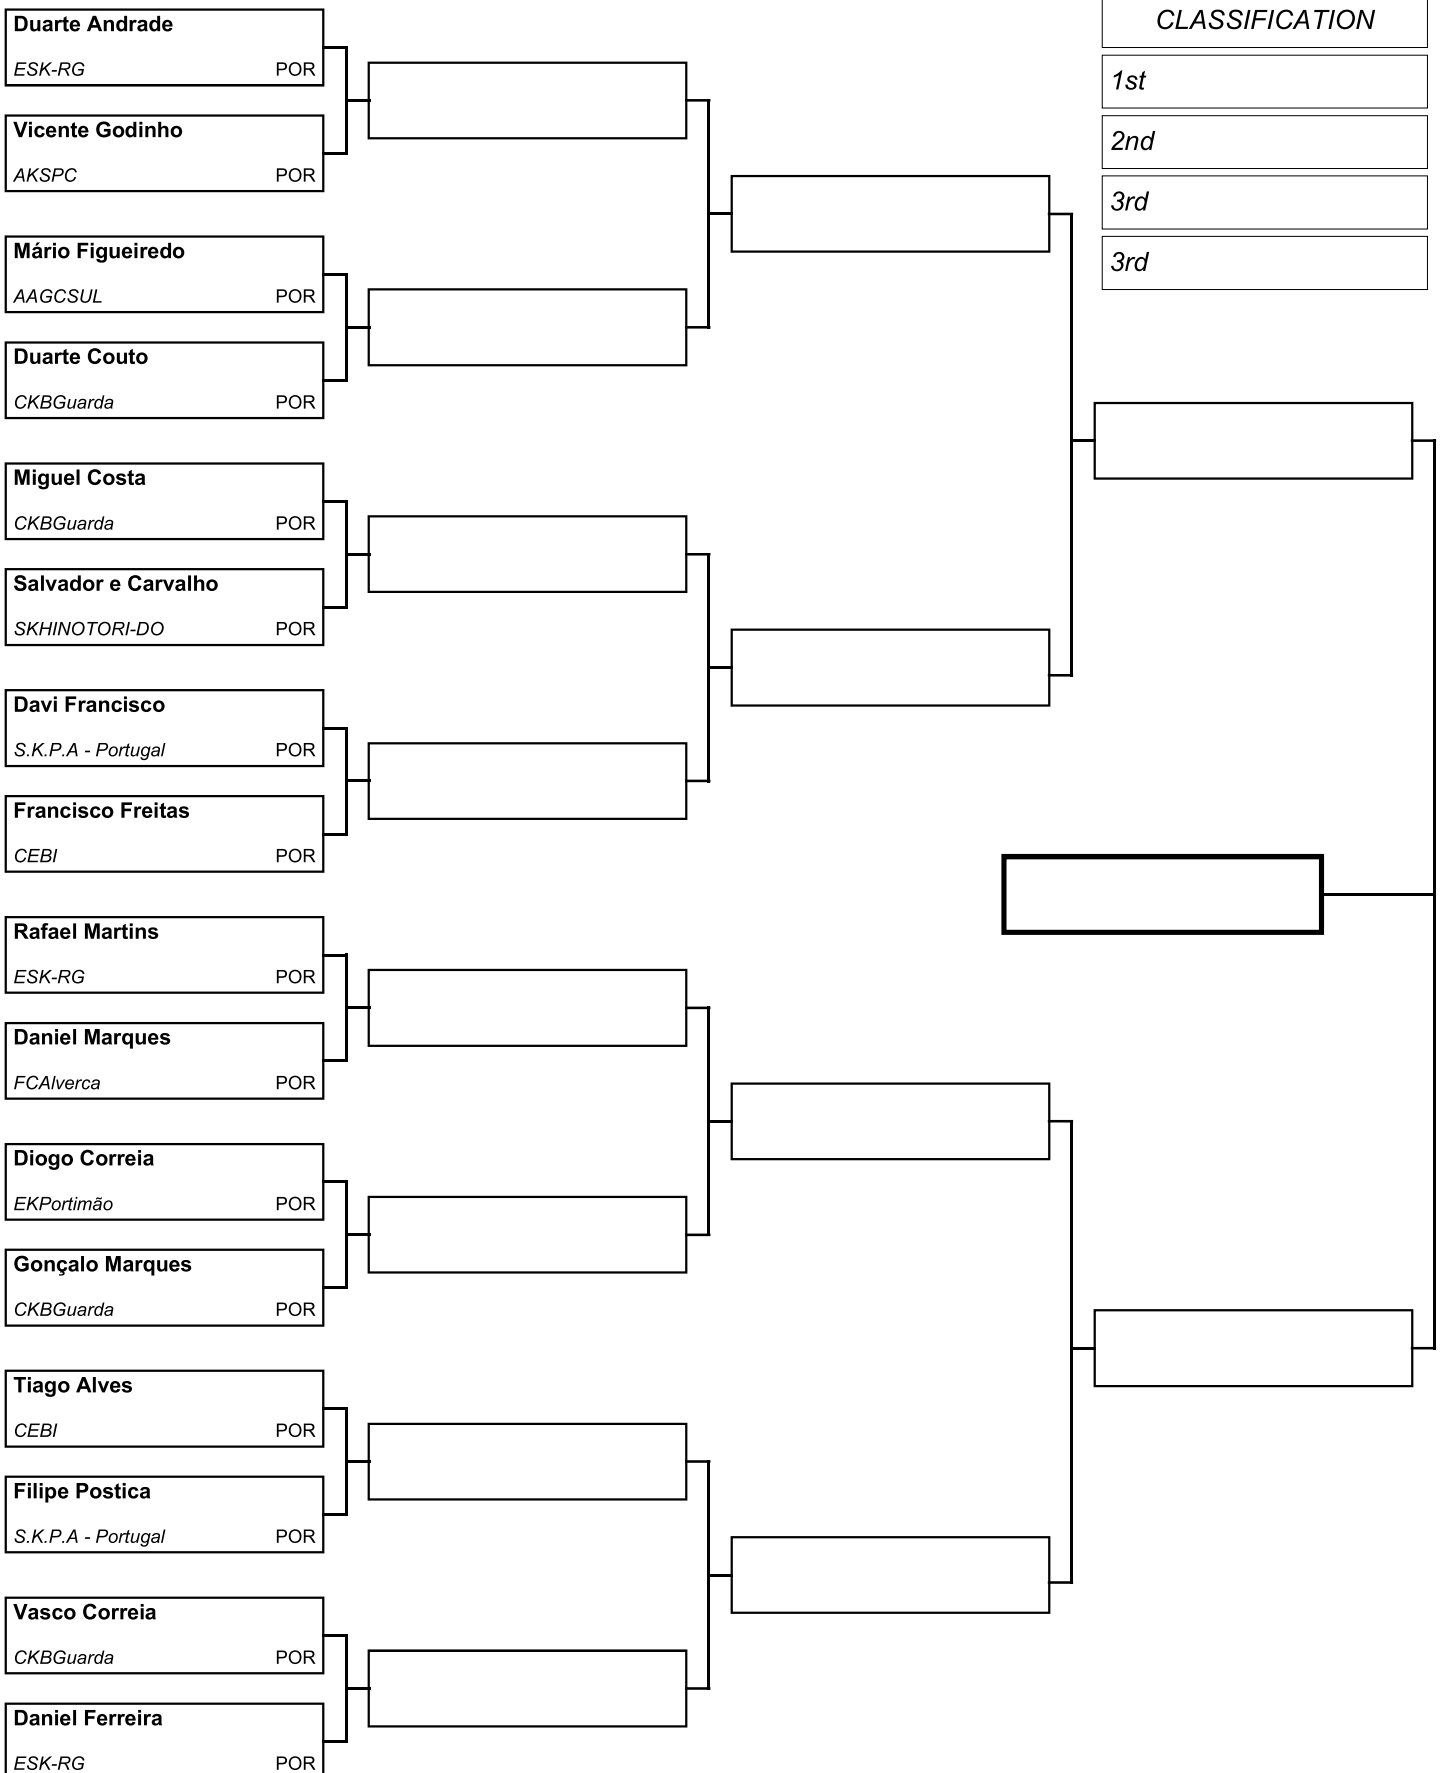 Duarte Andrade
ESK-RG POR
Vicente Godinho
AKSPC POR
Mário Figueiredo
AAGCSUL POR
Duarte Couto
CKBGuarda POR
Miguel Costa
CKBGuarda POR
Salvador e Carvalho
SKHINOTORI-DO POR
Davi Francisco
S.K.P.A - Portugal POR
Francisco Freitas
CEBI POR
Rafael Martins
ESK-RG POR
Daniel Marques
FCAlverca POR
Diogo Correia
EKPortimão POR
Gonçalo Marques
CKBGuarda POR
Tiago Alves
CEBI POR
Filipe Postica
S.K.P.A - Portugal POR
Vasco Correia
CKBGuarda POR
Daniel Ferreira
ESK-RG POR
CLASSIFICATION
1st
2nd
3rd
3rd